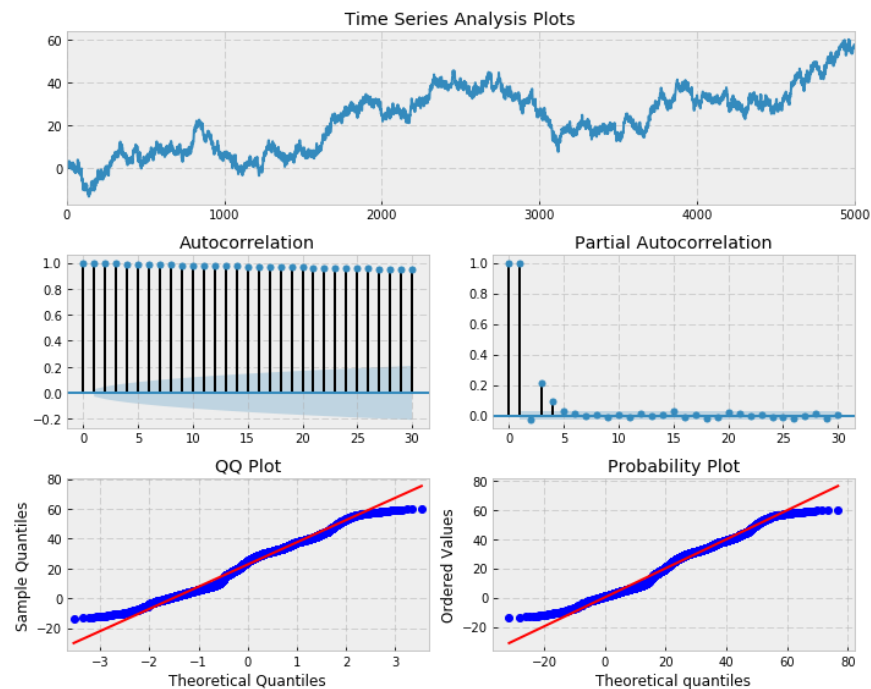 Time Series Analysis Plots
60
40
20
0
0 1000 2000 3000 4000 5000
Autocorrelation
1.0
0.8
0.6
0.4
0.2
0.0
−0.2
0 5 10 15 20 25 30
Partial Autocorrelation
1.0
0.8
0.6
0.4
0.2
0.0
0 5 10 15 20 25 30
QQ Plot
Sample Quantiles
80
60
40
20
0
−20
−3 −2 −1 0 1 2 3
Theoretical Quantiles
Probability Plot
Ordered Values
80
60
40
20
0
−20
−20 0 20 40 60 80
Theoretical quantiles